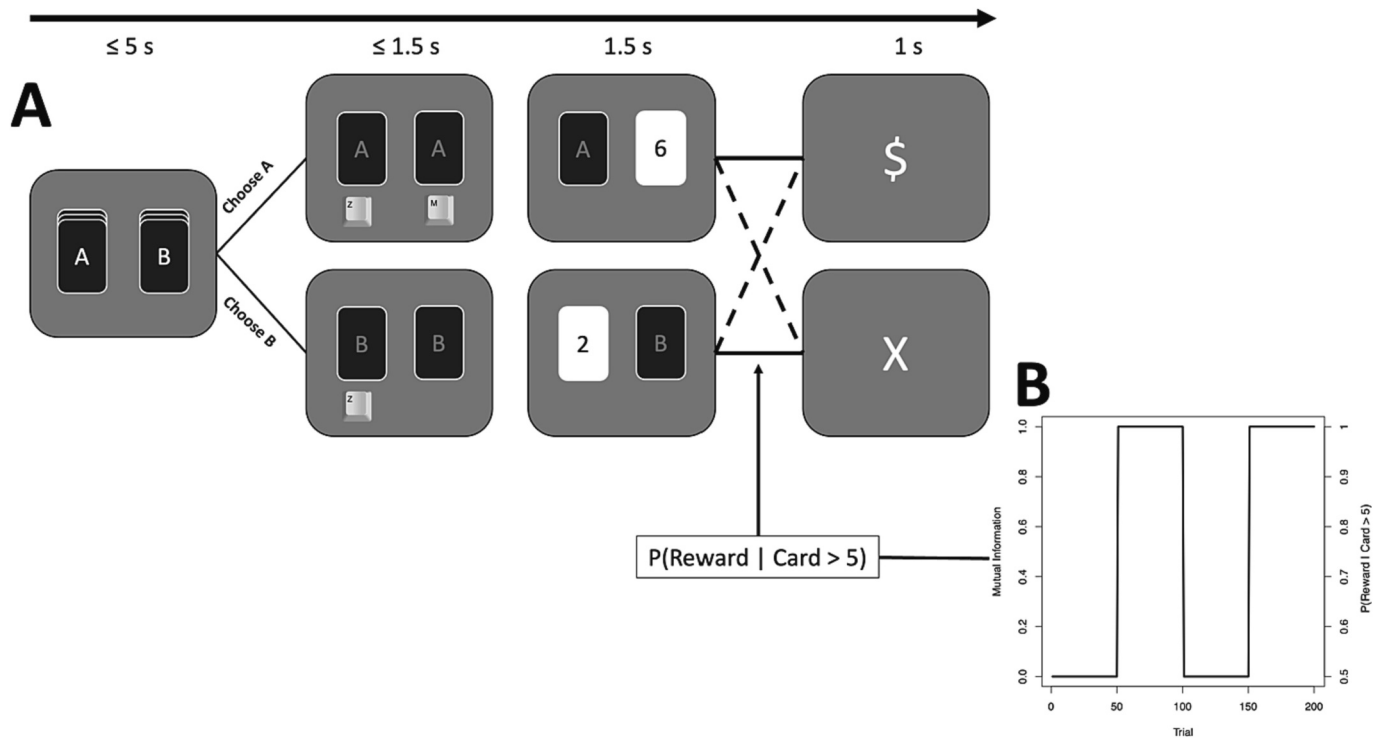 ≤ 5 s
≤ 1.5 s
1.5 s
1 s
A
A
B
Choose A
Choose B
A
A
Z
M
A
6
$
B
B
Z
2
B
X
P(Reward | Card > 5)
B
Mutual Information
1.0
0.8
0.6
0.4
0.2
0.0
0
50
100
150
200
Trial
1
0.9
0.8
0.7
0.6
0.5
P(Reward | Card > 5)